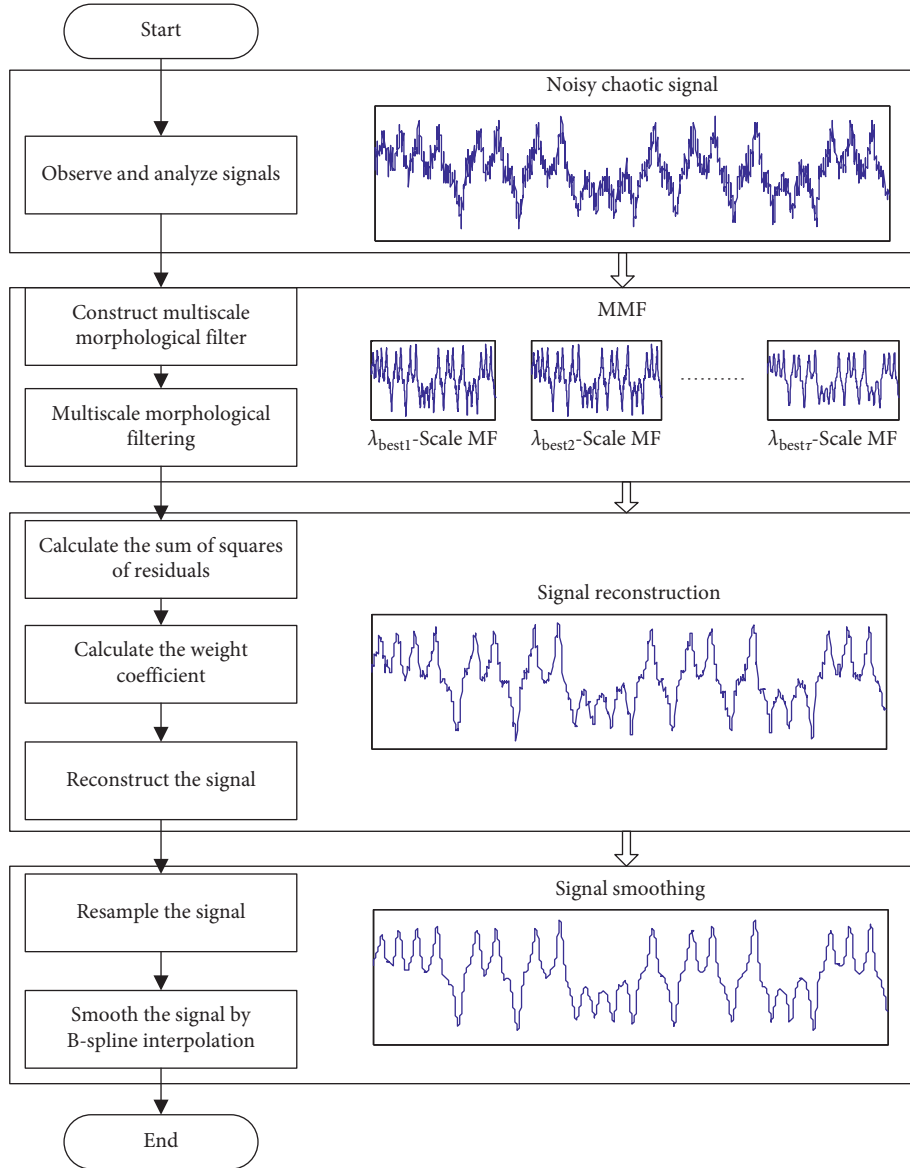 Start
Noisy chaotic signal
Observe and analyze signals
Construct multiscale
morphological filter
Multiscale morphological
filtering
MMF
λbest1-Scale MF
λbest2-Scale MF
λbestτ-Scale MF
Calculate the sum of squares
of residuals
Calculate the weight
coefficient
Reconstruct the signal
Signal reconstruction
Resample the signal
Smooth the signal by
B-spline interpolation
Signal smoothing
End